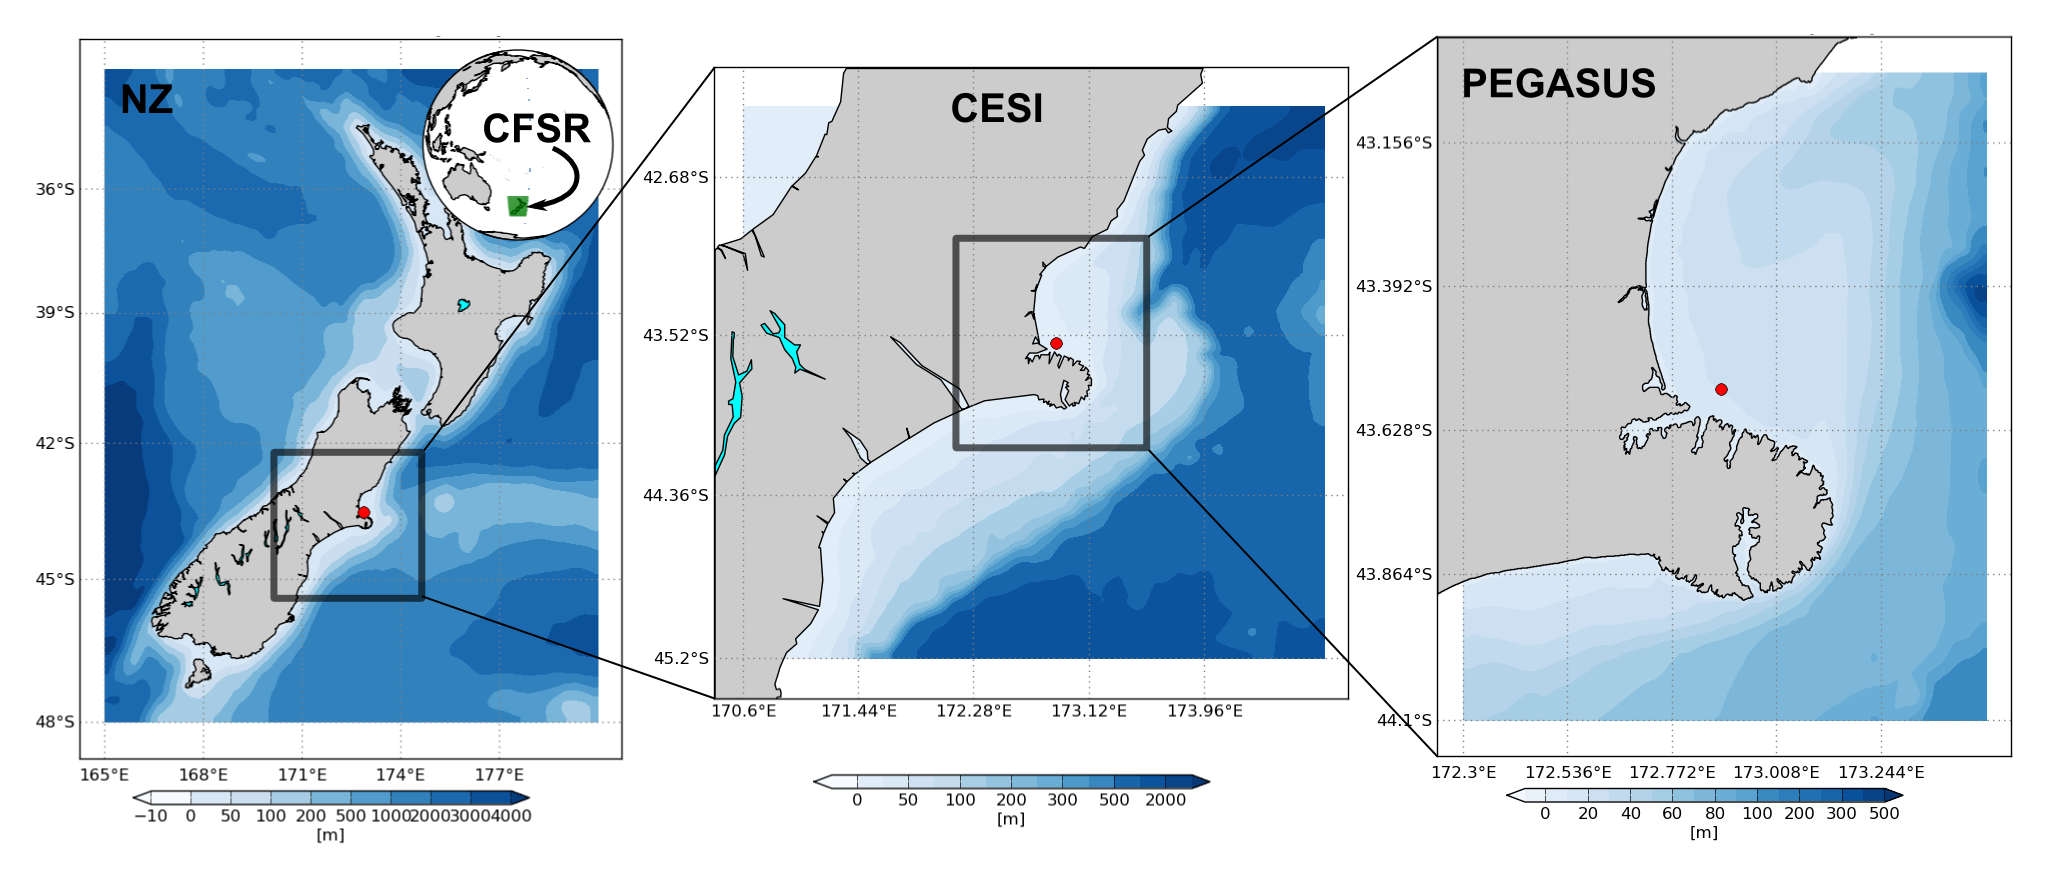 NZ
CFSR
36°S
39°S
42°S
45°S
48°S
165°E 168°E 171°E 174°E 177°E
−10 0 50 100 200 500 1000 2000 3000 4000
[m]
CESI
42.68°S
43.52°S
44.36°S
45.2°S
170.6°E 171.44°E 172.28°E 173.12°E 173.96°E
0 50 100 200 300 500 2000
[m]
PEGASUS
43.156°S
43.392°S
43.628°S
43.864°S
44.1°S
172.3°E 172.536°E 172.772°E 173.008°E 173.244°E
0 20 40 60 80 100 200 300 500
[m]